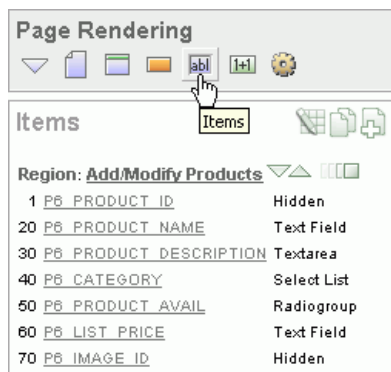 Page Rendering
abl 1+1
Items
Items
Region: Add/Modify Products
1 P6_PRODUCT_ID Hidden
20 P6_PRODUCT_NAME Text Field
30 P6_PRODUCT_DESCRIPTION Textarea
40 P6_CATEGORY Select List
50 P6_PRODUCT_AVAIL Radiogroup
60 P6_LIST_PRICE Text Field
70 P6_IMAGE_ID Hidden